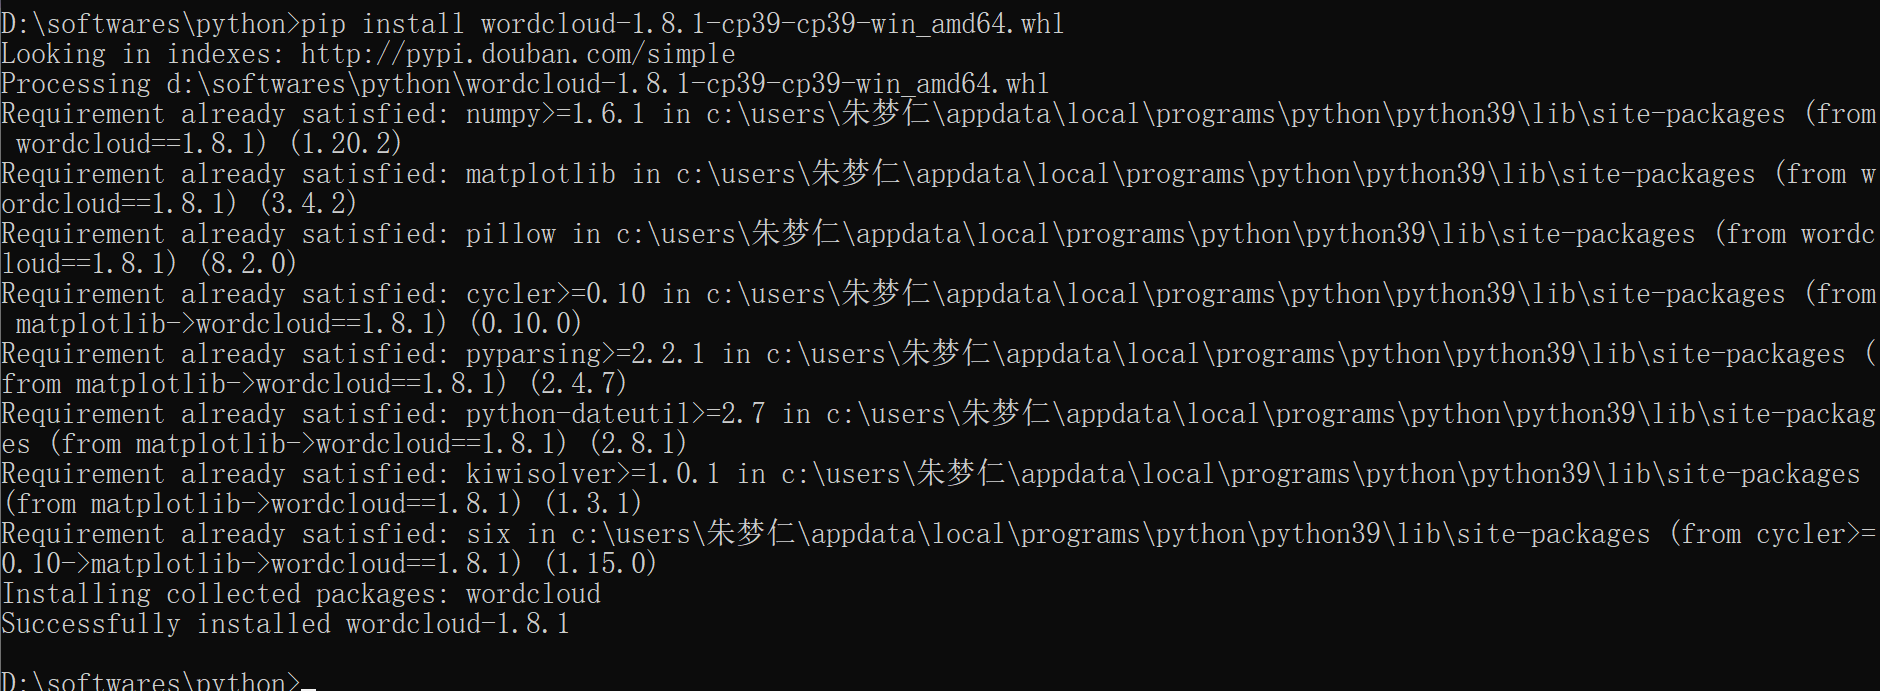 D:\softwares\python>pip install wordcloud-1.8.1-cp39-cp39-win_amd64.whl
Looking in indexes: http://pypi.douban.com/simple
Processing d:\softwares\python\wordcloud-1.8.1-cp39-cp39-win_amd64.whl
Requirement already satisfied: numpy>=1.6.1 in c:\users\朱梦仁\appdata\local\programs\python\python39\lib\site-packages (from
 wordcloud==1.8.1) (1.20.2)
Requirement already satisfied: matplotlib in c:\users\朱梦仁\appdata\local\programs\python\python39\lib\site-packages (from w
ordcloud==1.8.1) (3.4.2)
Requirement already satisfied: pillow in c:\users\朱梦仁\appdata\local\programs\python\python39\lib\site-packages (from wordc
loud==1.8.1) (8.2.0)
Requirement already satisfied: cycler>=0.10 in c:\users\朱梦仁\appdata\local\programs\python\python39\lib\site-packages (from
 matplotlib->wordcloud==1.8.1) (0.10.0)
Requirement already satisfied: pyparsing>=2.2.1 in c:\users\朱梦仁\appdata\local\programs\python\python39\lib\site-packages (
from matplotlib->wordcloud==1.8.1) (2.4.7)
Requirement already satisfied: python-dateutil>=2.7 in c:\users\朱梦仁\appdata\local\programs\python\python39\lib\site-packag
es (from matplotlib->wordcloud==1.8.1) (2.8.1)
Requirement already satisfied: kiwisolver>=1.0.1 in c:\users\朱梦仁\appdata\local\programs\python\python39\lib\site-packages
(from matplotlib->wordcloud==1.8.1) (1.3.1)
Requirement already satisfied: six in c:\users\朱梦仁\appdata\local\programs\python\python39\lib\site-packages (from cycler>=
0.10->matplotlib->wordcloud==1.8.1) (1.15.0)
Installing collected packages: wordcloud
Successfully installed wordcloud-1.8.1
D:\softwares\python>